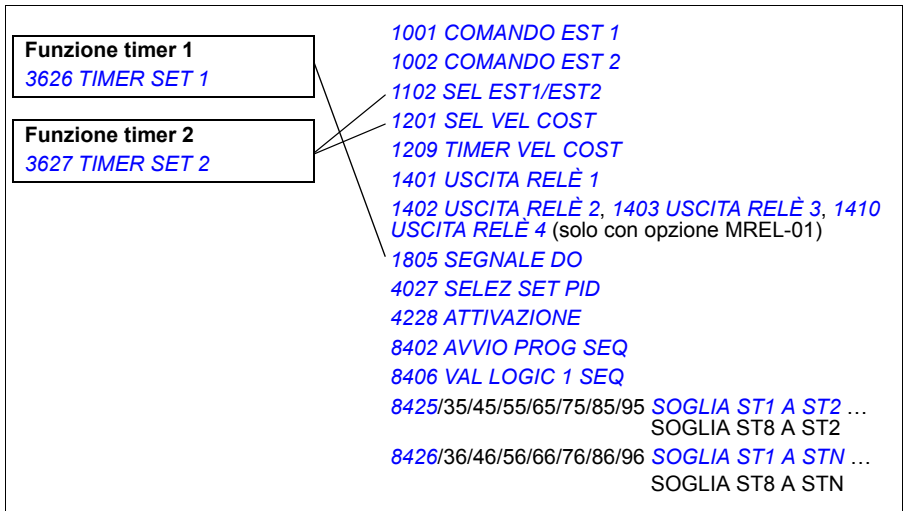 Funzione timer 1
3626 TIMER SET 1
Funzione timer 2
3627 TIMER SET 2
1001 COMANDO EST 1
1002 COMANDO EST 2
1102 SEL EST1/EST2
1201 SEL VEL COST
1209 TIMER VEL COST
1401 USCITA RELÈ 1
1402 USCITA RELÈ 2, 1403 USCITA RELÈ 3, 1410
USCITA RELÈ 4 (solo con opzione MREL-01)
1805 SEGNALE DO
4027 SELEZ SET PID
4228 ATTIVAZIONE
8402 AVVIO PROG SEQ
8406 VAL LOGIC 1 SEQ
8425/35/45/55/65/75/85/95 SOGLIA ST1 A ST2 …
SOGLIA ST8 A ST2
8426/36/46/56/66/76/86/96 SOGLIA ST1 A STN …
SOGLIA ST8 A STN